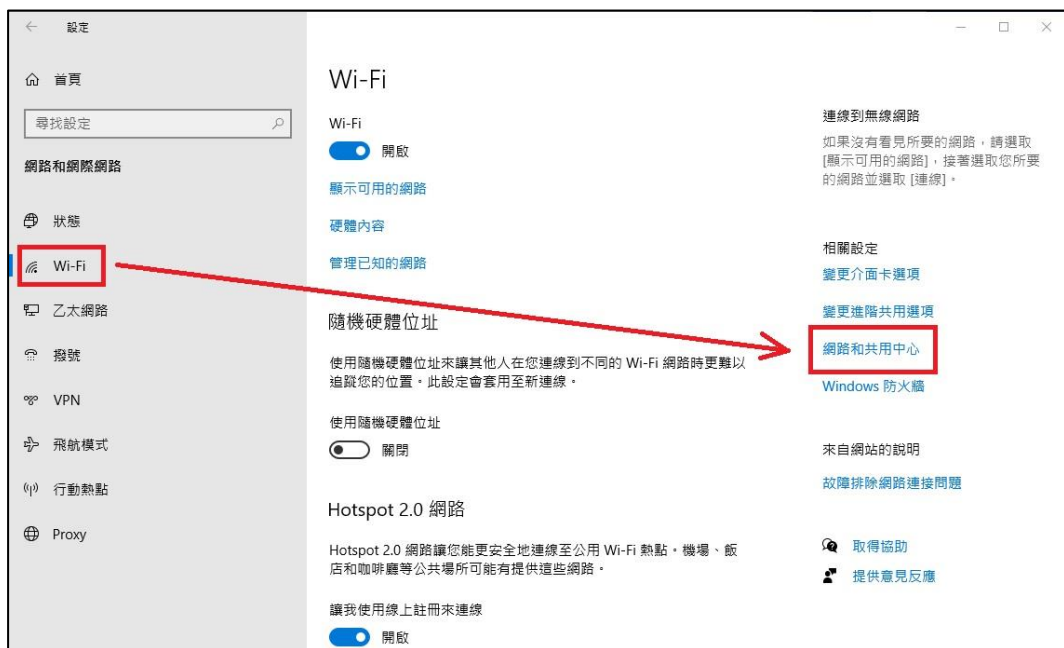 設定
首頁
尋找設定
網路和網際網路
狀態
Wi-Fi
乙太網路
撥號
VPN
飛航模式
行動熱點
Proxy
Wi-Fi
Wi-Fi
開啟
顯示可用的網路
硬體內容
管理已知的網路
隨機硬體位址
使用隨機硬體位址來讓其他人在您連線到不同的 Wi-Fi 網路時更難以
追蹤您的位置。此設定會套用至新連線。
使用隨機硬體位址
關閉
Hotspot 2.0 網路
Hotspot 2.0 網路讓您能更安全地連線至公用 Wi-Fi 熱點。機場、飯
店和咖啡廳等公共場所可能有提供這些網路。
讓我使用線上註冊來連線
開啟
連線到無線網路
如果沒有看見所要的網路，請選取
[顯示可用的網路]，接著選取您所要
的網路並選取 [連線]。
相關設定
變更介面卡選項
變更進階共用選項
網路和共用中心
Windows 防火牆
來自網站的說明
故障排除網路連接問題
取得協助
提供意見反應